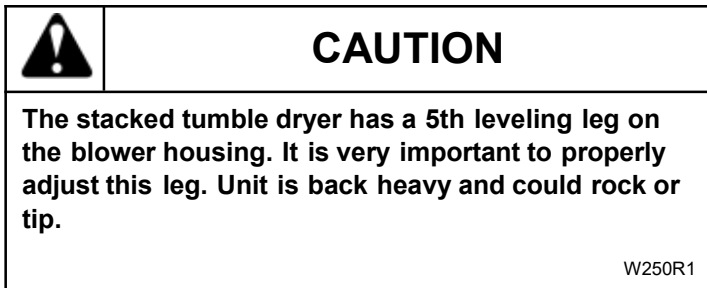 CAUTION
The stacked tumble dryer has a 5th leveling leg on
the blower housing. It is very important to properly
adjust this leg. Unit is back heavy and could rock or
tip.
W250R1